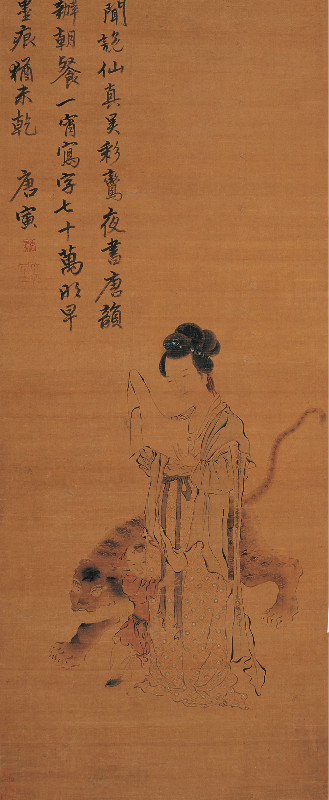 聞說仙真吴彩鸞夜書唐韻
辦朝餐一宵寫字七十萬明早
墨痕猶未乾
唐寅